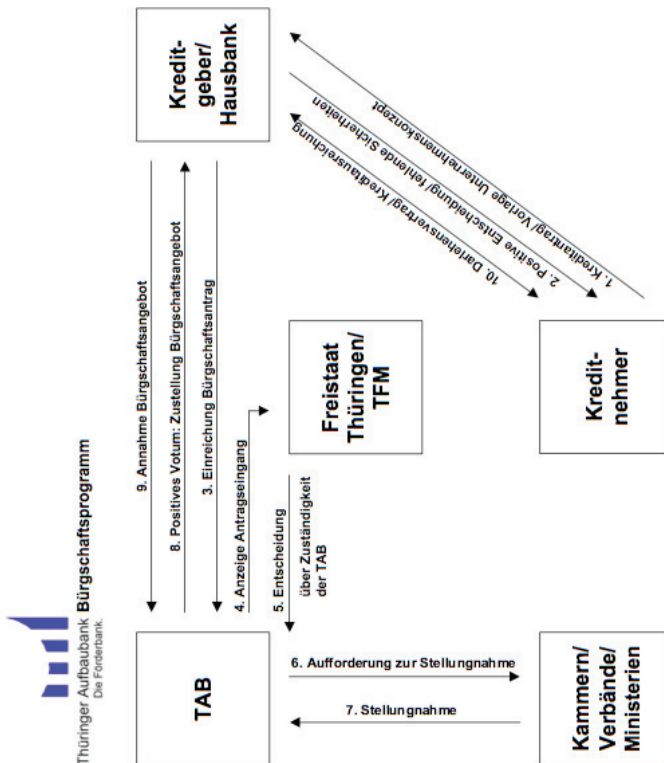 Thüringer Aufbaubank Bürgschaftsprogramm
Die Förderbank.
TAB
9. Annahme Bürgschaftsangebot
8. Positives Votum: Zustellung Bürgschaftsangebot
3. Einreichung Bürgschaftsantrag
Kredit-
geber/
Hausbank
4. Anzeige Antragseingang
5. Entscheidung
über Zuständigkeit
der TAB
Freistaat
Thüringen/
TFM
10. Darlehensvertrag/ Kreditausreichung
2. Positive Entscheidung/ fehlende Sicherheiten
1. Kreditantrag/ Vorlage Unternehmenskonzept
6. Aufforderung zur Stellungnahme
7. Stellungnahme
Kammern/
Verbände/
Ministerien
Kredit-
nehmer